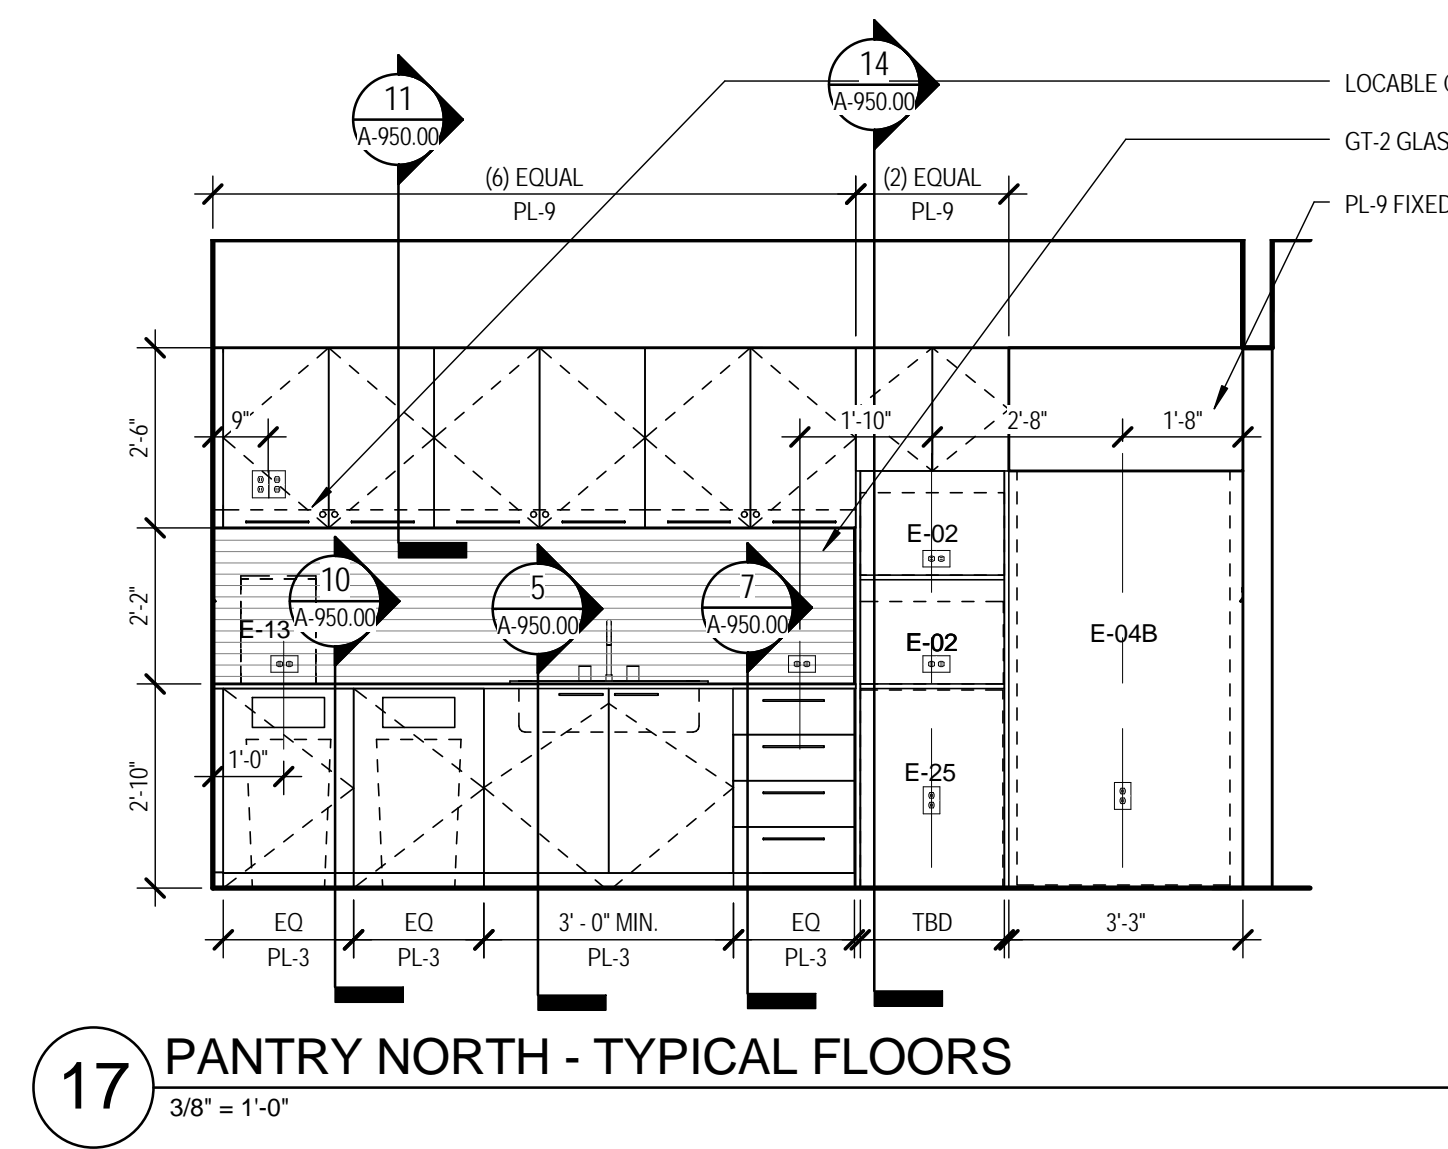 14
A-950.00
LOCABLE
11
A-950.00
GT-2
(6) EQUAL
PL-9
(2) EQUAL
PL-9
PL-9 FIXED
2'-6"
9"
1'-10"
2'-8"
1'-8"
2'-2"
10
A-950.00
5
A-950.00
7
A-950.00
E-13
E-02
E-02
E-04B
2'-10"
1'-0"
E-25
EQ
PL-3
EQ
PL-3
3' - 0" MIN.
PL-3
EQ
PL-3
TBD
3'-3"
17
PANTRY NORTH - TYPICAL FLOORS
3/8" = 1'-0"